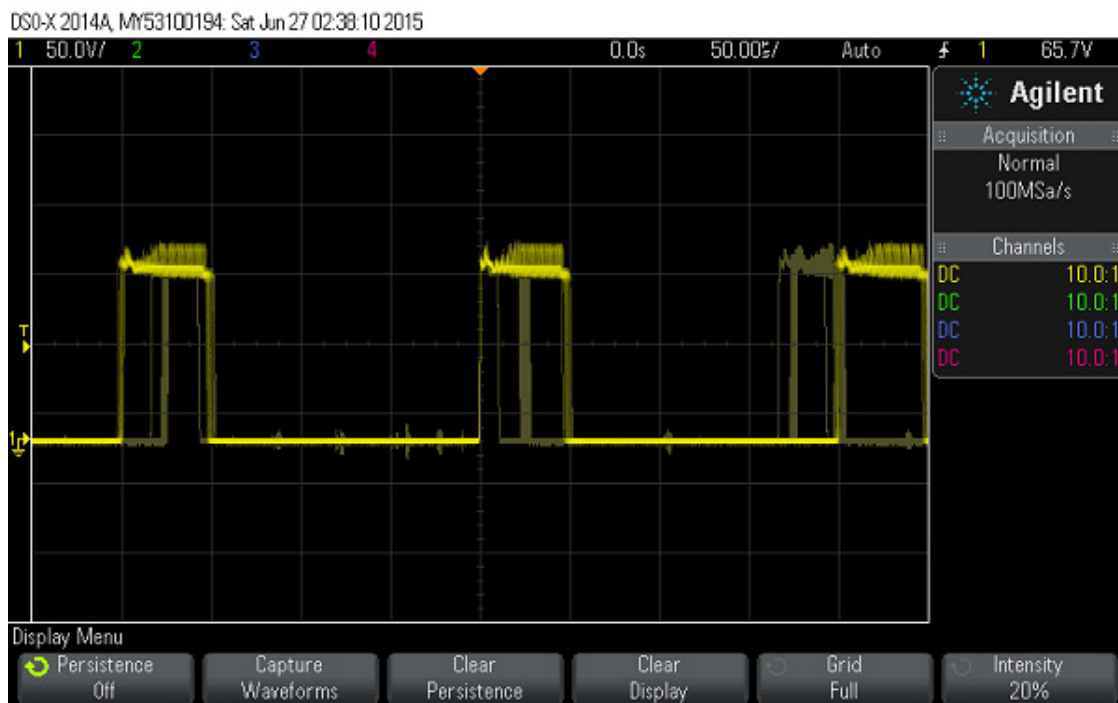 DSO-X 2014A, MY53100194: Sat Jun 27 02:38:10 2015
1 50.0V/ 2 3 4 0.0s 50.00㎲/ Auto 1 65.7V
Agilent
Acquisition
Normal
100MSa/s
Channels
DC 10.0:1
DC 10.0:1
DC 10.0:1
DC 10.0:1
T
1
Display Menu
Persistence
Off
Capture
Waveforms
Clear
Persistence
Clear
Display
Grid
Full
Intensity
20%